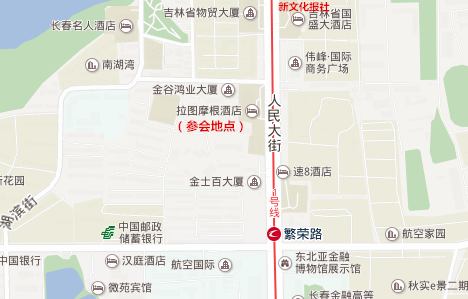 新文化报社
吉林省物贸大厦
吉林省国
盛大酒店
长春名人酒店
伟峰·国际
商务广场
南湖湾
金谷鸿业大厦
拉图摩根酒店
（参会地点）
人民大街
速8酒店
金士百大厦
花园
湖滨街
1号线
中国邮政
储蓄银行
繁荣路
航空家园
中国银行
汉庭酒店
航空国际
东北亚金融
博物馆展示馆
微苑宾馆
长春金融高等
秋实e景二期